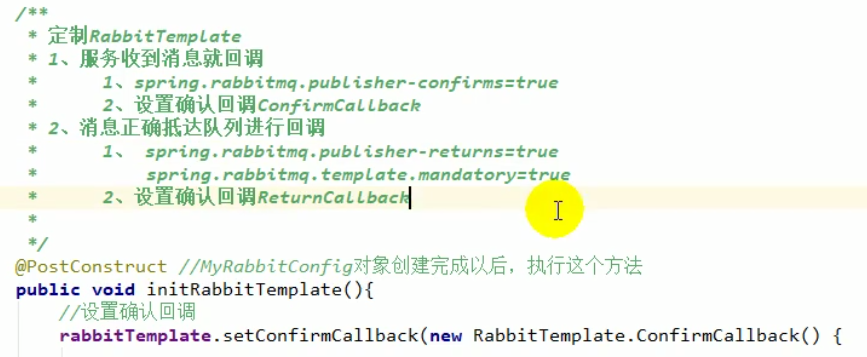 /**
* 定制RabbitTemplate
* 1、服务收到消息就回调
* 1、spring.rabbitmq.publisher-confirms=true
* 2、设置确认回调ConfirmCallback
* 2、消息正确抵达队列进行回调
* 1、 spring.rabbitmq.publisher-returns=true
* spring.rabbitmq.template.mandatory=true
* 2、设置确认回调ReturnCallback
*
*/
@PostConstruct //MyRabbitConfig对象创建完成以后，执行这个方法
public void initRabbitTemplate(){
//设置确认回调
rabbitTemplate.setConfirmCallback(new RabbitTemplate.ConfirmCallback() {